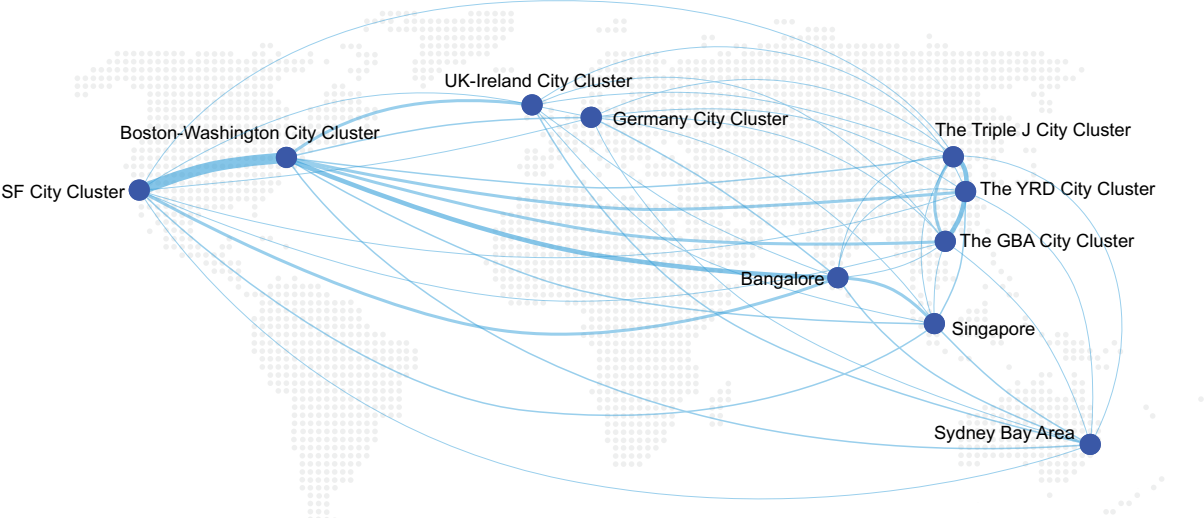 UK-Ireland City Cluster
Germany City Cluster
Boston-Washington City Cluster
The Triple J City Cluster
SF City Cluster
The YRD City Cluster
The GBA City Cluster
Bangalore
Singapore
Sydney Bay Area